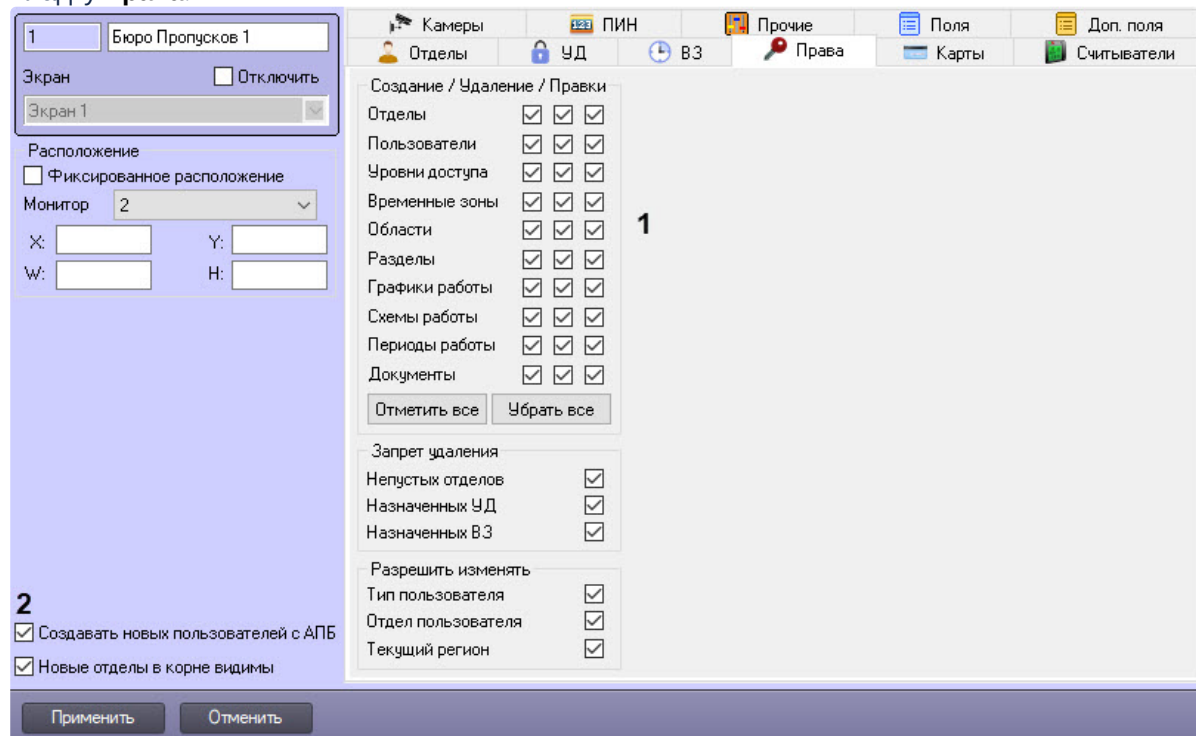 1 Бюро Пропусков 1
Экран Отключить
Экран 1
Расположение
Фиксированное расположение
Монитор 2
X: Y:
W: H:
2
Создавать новых пользователей с АПБ
Новые отделы в корне видимы
Камеры ПИН Прочие Поля Доп. поля
Отделы УД ВЗ Права Карты Считыватели
Создание / Удаление / Правки
Отделы
Пользователи
Уровни доступа
Временные зоны
Области
1
Разделы
Графики работы
Схемы работы
Периоды работы
Документы
Отметить все Убрать все
Запрет удаления
Непустых отделов
Назначенных УД
Назначенных ВЗ
Разрешить изменять
Тип пользователя
Отдел пользователя
Текущий регион
Применить Отменить